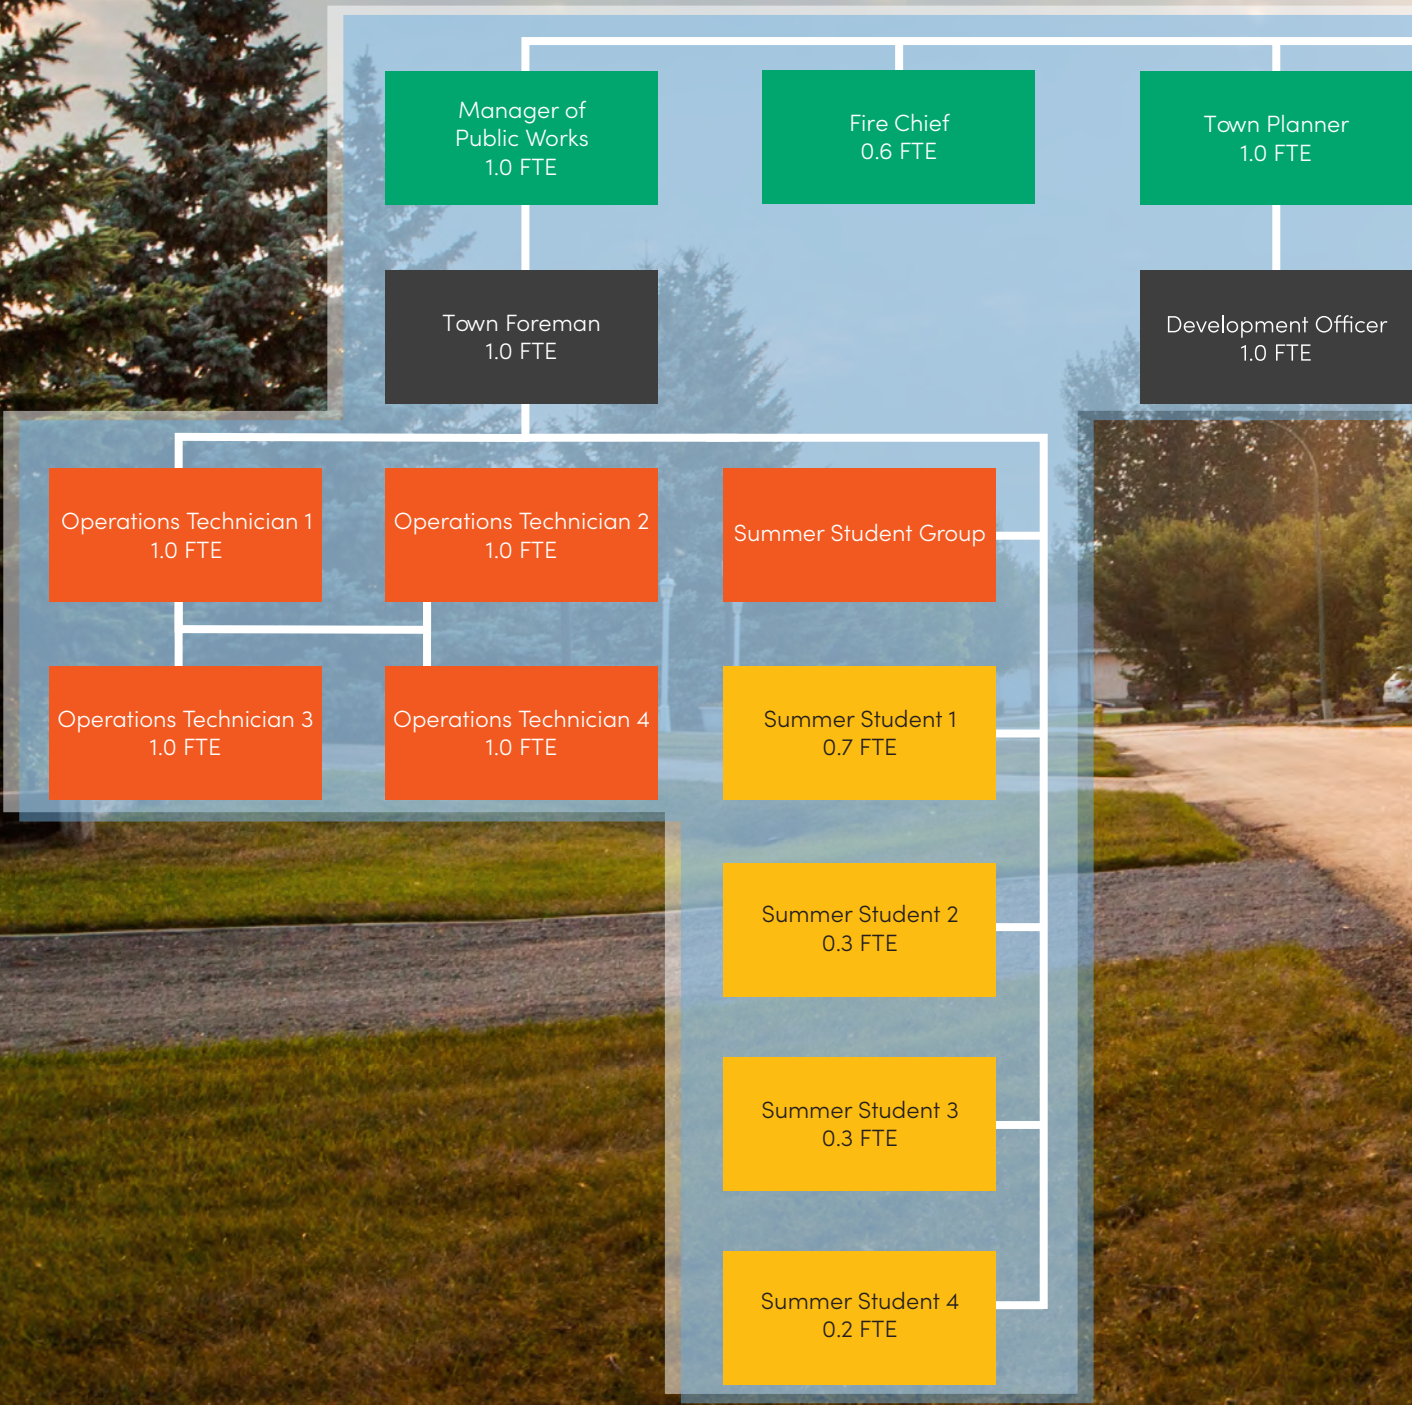 Manager of
Public Works
1.0 FTE
Fire Chief
0.6 FTE
Town Planner
1.0 FTE
Town Foreman
1.0 FTE
Development Officer
1.0 FTE
Operations Technician 1
1.0 FTE
Operations Technician 2
1.0 FTE
Summer Student Group
Operations Technician 3
1.0 FTE
Operations Technician 4
1.0 FTE
Summer Student 1
0.7 FTE
Summer Student 2
0.3 FTE
Summer Student 3
0.3 FTE
Summer Student 4
0.2 FTE